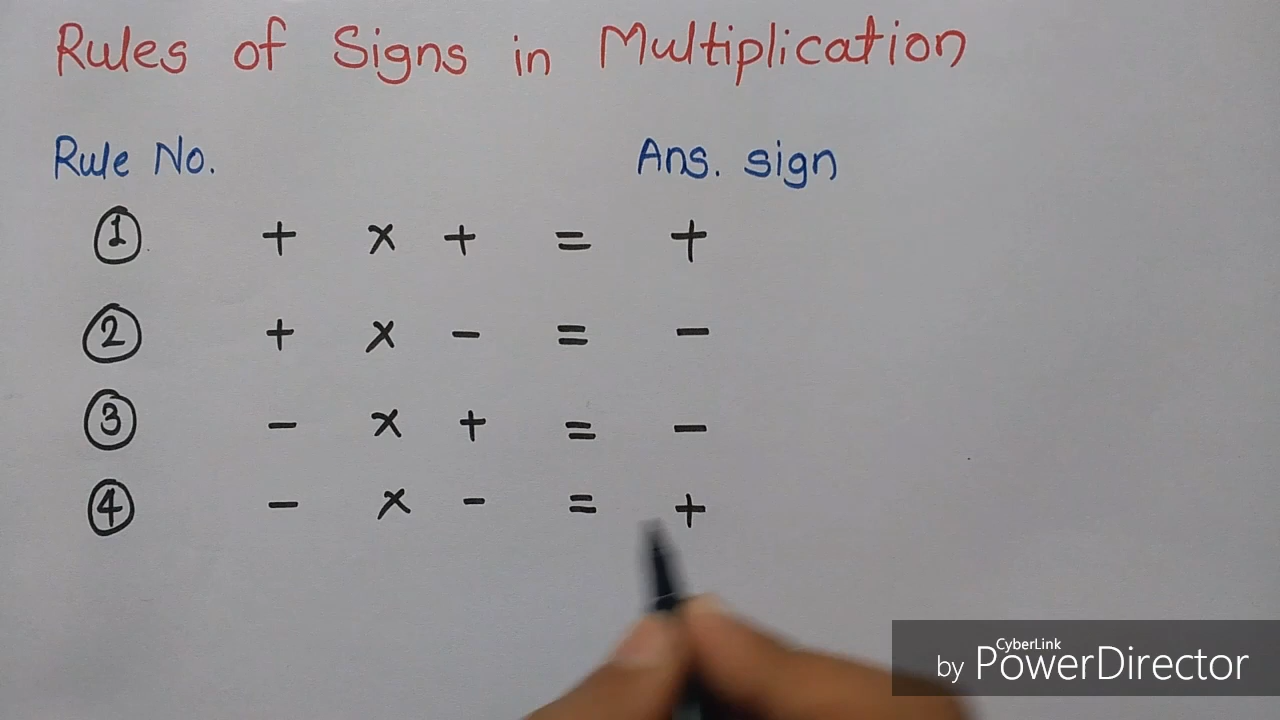 Rules of Signs in Multiplication
Rule No. Ans. sign
1 + × + = +
2 + × - = -
3 - × + = -
4 - × - = +
CyberLink
by PowerDirector